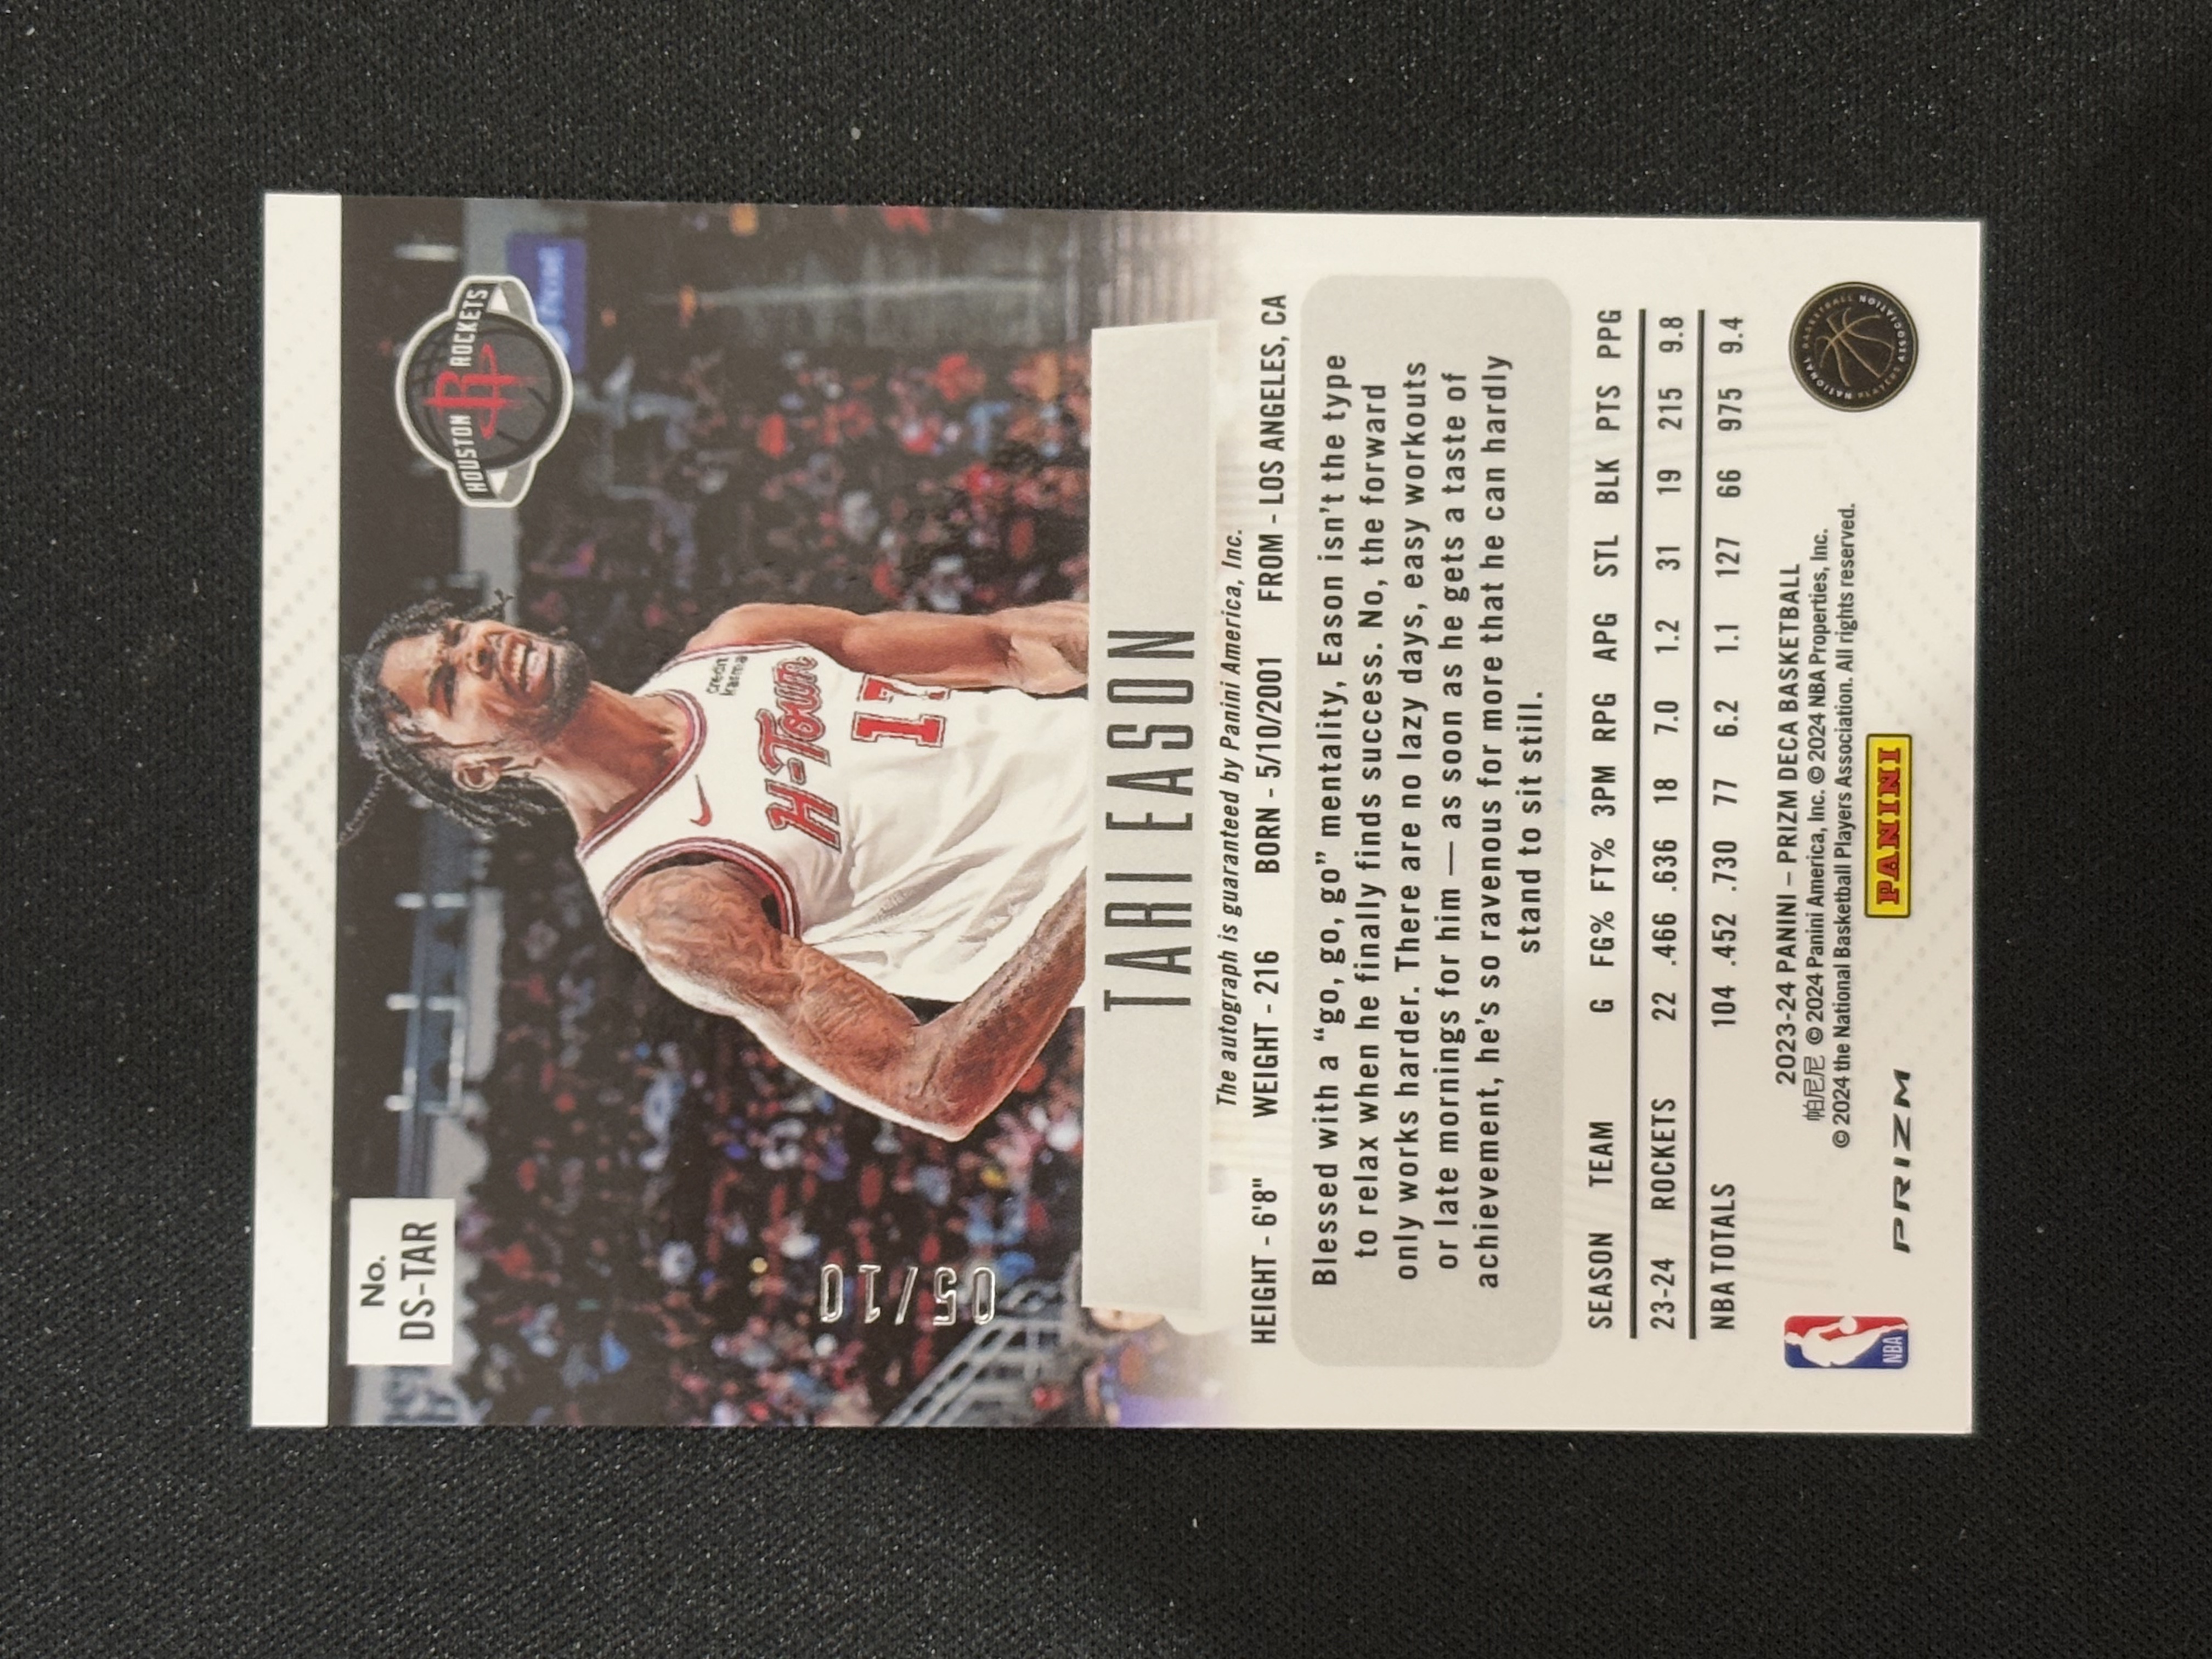 No.
DS-TAR
HOUSTON ROCKETS
R
credit karma
H-Town
17
05/10
TARI EASON
The autograph is guaranteed by Panini America, Inc.
HEIGHT - 6'8" WEIGHT - 216 BORN - 5/10/2001 FROM - LOS ANGELES, CA
Blessed with a “go, go, go” mentality, Eason isn't the type
to relax when he finally finds success. No, the forward
only works harder. There are no lazy days, easy workouts
or late mornings for him — as soon as he gets a taste of
achievement, he's so ravenous for more that he can hardly
stand to sit still.
SEASON TEAM G FG% FT% 3PM RPG APG STL BLK PTS PPG
23-24 ROCKETS 22 .466 .636 18 7.0 1.2 31 19 215 9.8
NBA TOTALS 104 .452 .730 77 6.2 1.1 127 66 975 9.4
2023-24 PANINI – PRIZM DECA BASKETBALL
帕尼尼 © 2024 Panini America, Inc. © 2024 NBA Properties, Inc.
© 2024 the National Basketball Players Association. All rights reserved.
NBA
PRIZM
PANINI
NATIONAL BASKETBALL PLAYERS ASSOCIATION